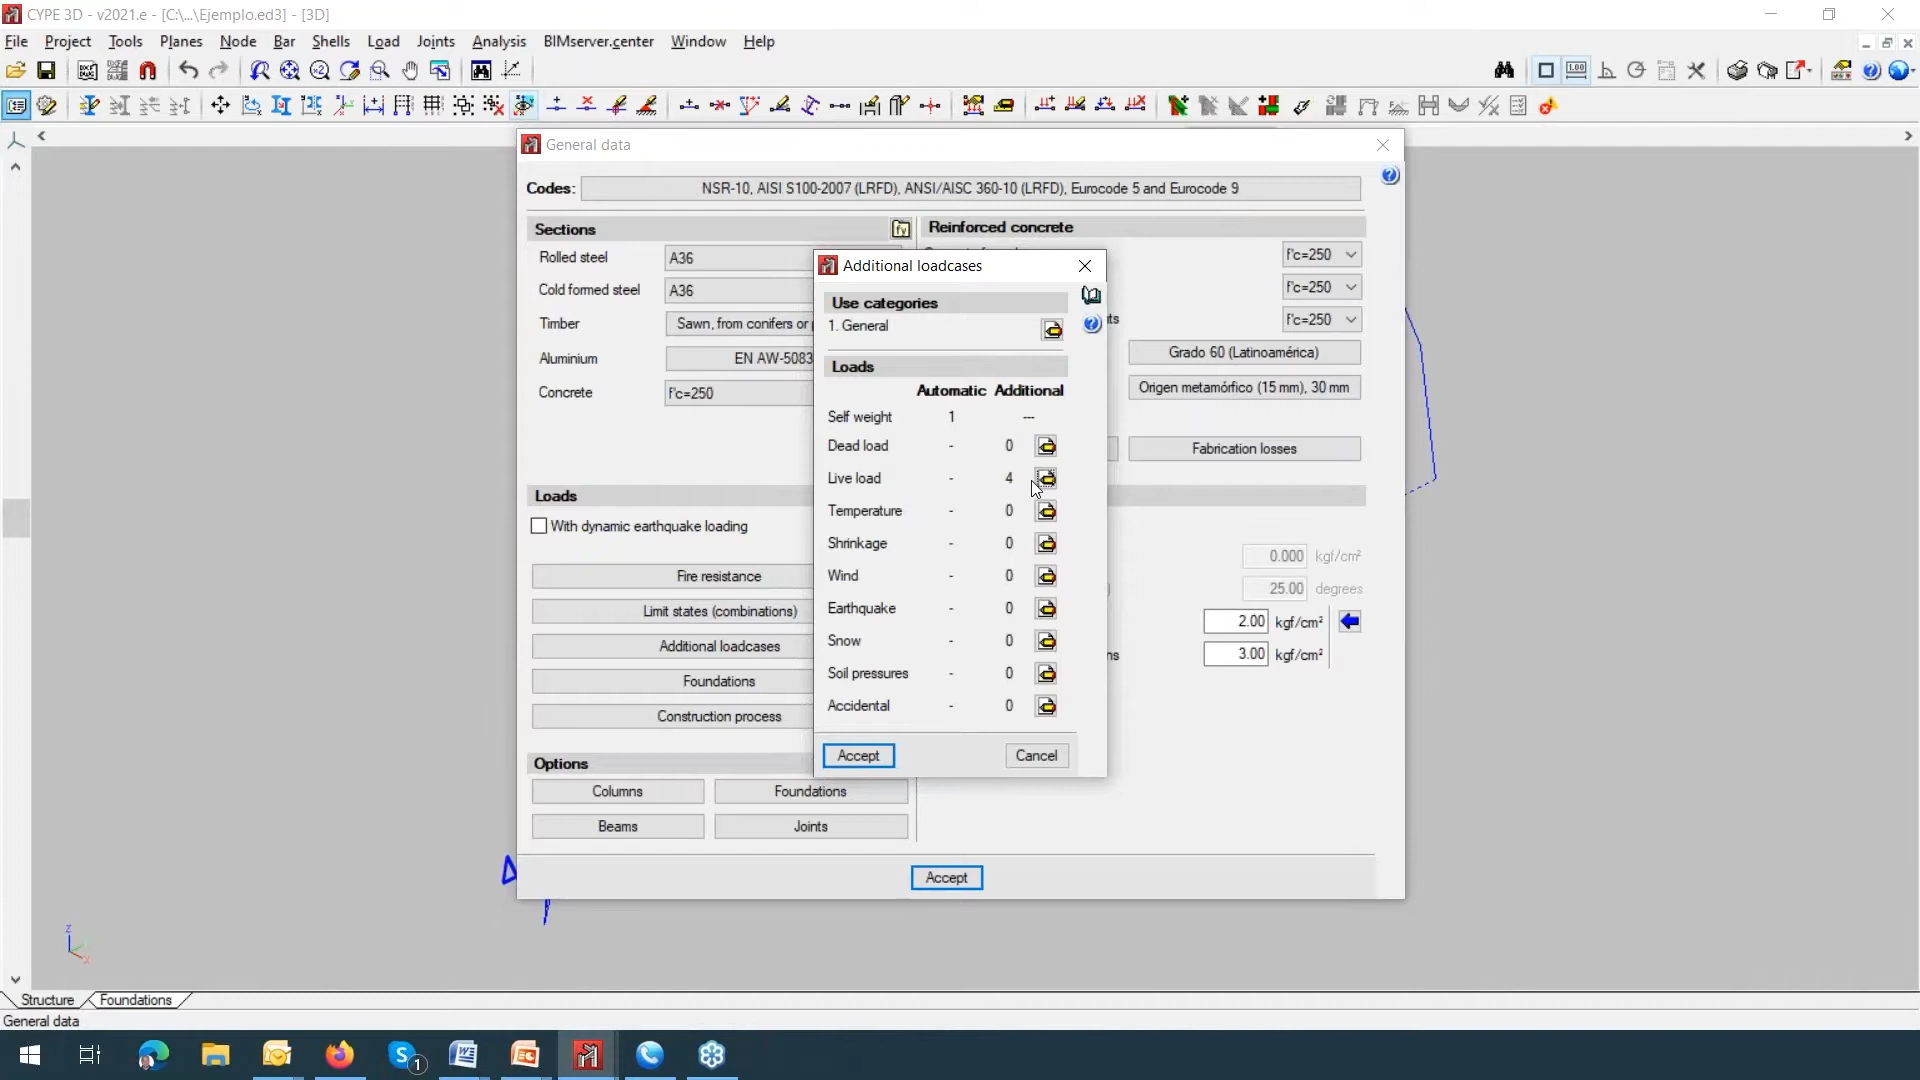 CYPE 3D - v2021.e - [C:\...\Ejemplo.ed3] - [3D]
File Project Tools Planes Node Bar Shells Load Joints Analysis BIMserver.center Window Help
General data
Codes: NSR-10, AISI S100-2007 (LRFD), ANSI/AISC 360-10 (LRFD), Eurocode 5 and Eurocode 9
Sections
Reinforced concrete
Rolled steel A36
f'c=250
Cold formed steel A36
f'c=250
Timber Sawn, from conifers or
f'c=250
Aluminium EN AW-5083
Grado 60 (Latinoamérica)
Concrete f'c=250
Origen metamórfico (15 mm), 30 mm
Fabrication losses
Loads
With dynamic earthquake loading
0.000 kgf/cm²
Fire resistance
25.00 degrees
Limit states (combinations)
2.00 kgf/cm²
Additional loadcases
3.00 kgf/cm²
Foundations
Construction process
Options
Columns Foundations
Beams Joints
Accept
Additional loadcases
Use categories
1. General
Loads
Automatic Additional
Self weight 1 ---
Dead load - 0
Live load - 4
Temperature - 0
Shrinkage - 0
Wind - 0
Earthquake - 0
Snow - 0
Soil pressures - 0
Accidental - 0
Accept Cancel
Structure Foundations
General data